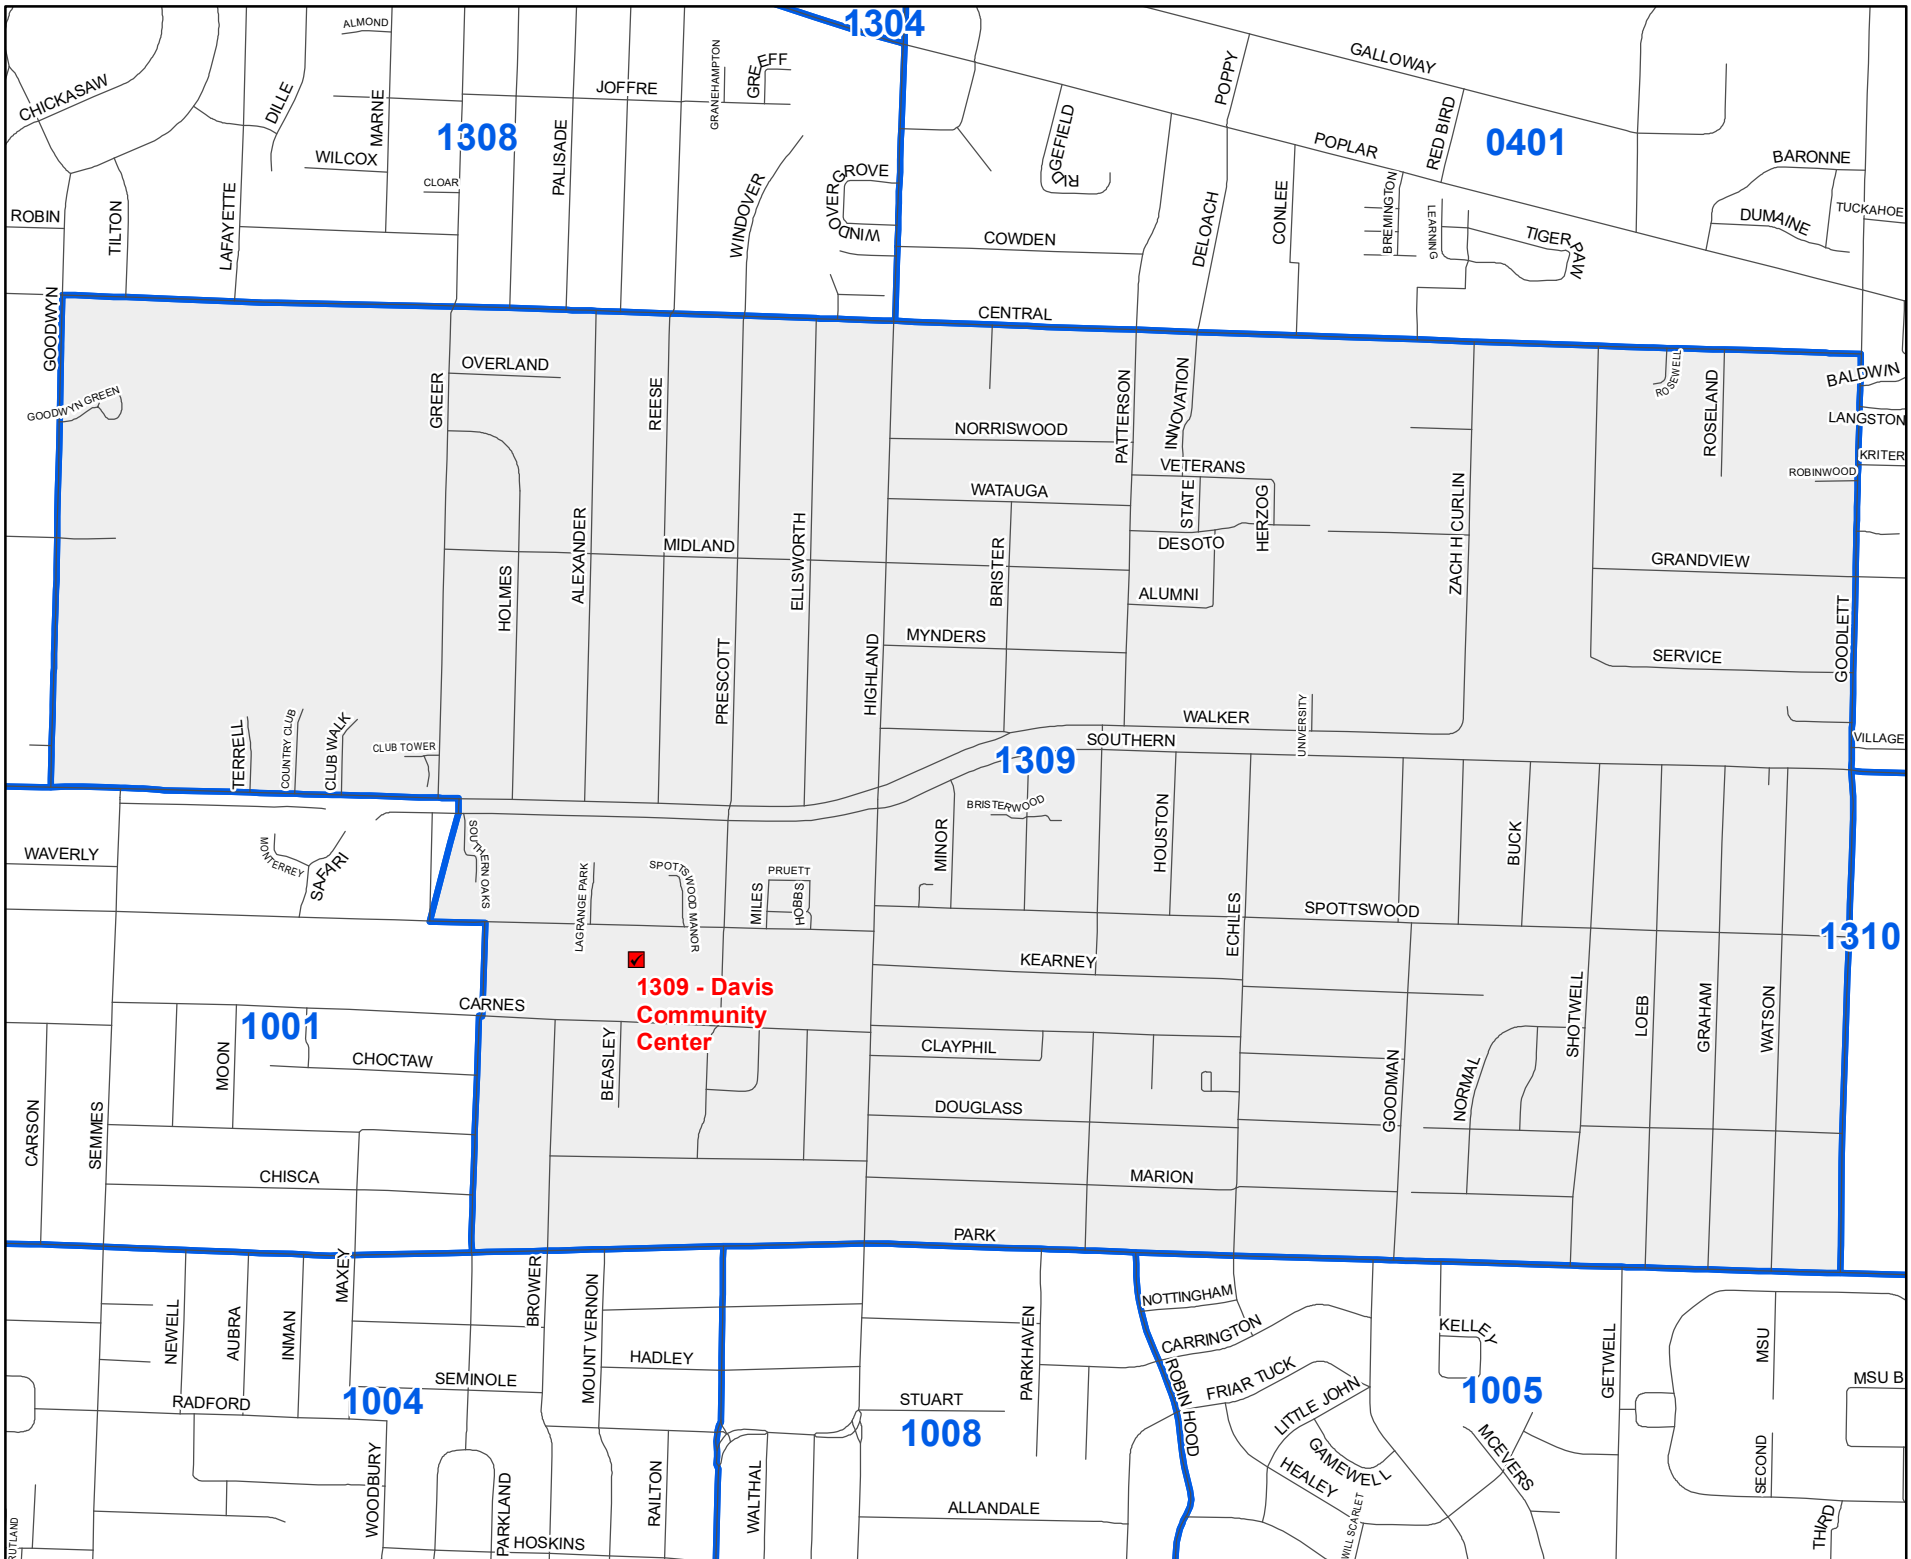 1304
ALMOND
GALLOWAY
GREEFF
GRANEHAMPTON
POPPY
CHICKASAW
DILLE
JOFFRE
MARNE
1308
PALISADE
RIDGEFIELD
RED BIRD
0401
POPLAR
WILCOX
CLOAR
BARONNE
WINDOVER GROVE
WINDOVER
BREMINGTON
LEARNING
ROBIN
TILTON
LAFAYETTE
WINDOVER
COWDEN
DELOACH
CONLEE
TIGER PAW
DUMAINE
TUCKAHOE
GOODWYN
CENTRAL
OVERLAND
GOODWYN GREEN
GREER
REESE
PATTERSON
INNOVATION
ROSEWELL
ROSELAND
BALDWIN
LANGSTON
NORRISWOOD
KRITER
ROBINWOOD
VETERANS
WATAUGA
STATE
HERZOG
ZACH H CURLIN
ALEXANDER
MIDLAND
ELLSWORTH
DESOTO
GRANDVIEW
HOLMES
BRISTER
ALUMNI
GOODLETT
MYNDERS
SERVICE
PRESCOTT
HIGHLAND
TERRELL
COUNTRY CLUB
CLUB WALK
CLUB TOWER
WALKER
UNIVERSITY
SOUTHERN
VILLAGE
1309
BRISTERWOOD
WAVERLY
MONTERREY
SAFARI
SOUTHERN OAKS
LAGRANGE PARK
SPOTTSWOOD MANOR
PRUETT
MILES
HOBBS
MINOR
HOUSTON
BUCK
ECHLES
SPOTTSWOOD
1310
KEARNEY
1309 - Davis
Community
Center
CARNES
1001
SHOTWELL
LOEB
GRAHAM
WATSON
MOON
CHOCTAW
BEASLEY
CLAYPHIL
CARSON
SEMMES
DOUGLASS
GOODMAN
NORMAL
CHISCA
MARION
PARK
MAXEY
BROWER
MOUNT VERNON
NOTTINGHAM
NEWELL
AUBRA
INMAN
PARKHAVEN
CARRINGTON
KELLEY
GETWELL
MSU
HADLEY
ROBIN HOOD
FRIAR TUCK
SEMINOLE
1005
MSU B
RADFORD
1004
STUART
LITTLE JOHN
1008
GAMEWELL
MCEVERS
HEALEY
SECOND
WOODBURY
PARKLAND
RAILTON
WALTHAL
ALLANDALE
WILL SCARLET
THIRD
RUTLAND
HOSKINS